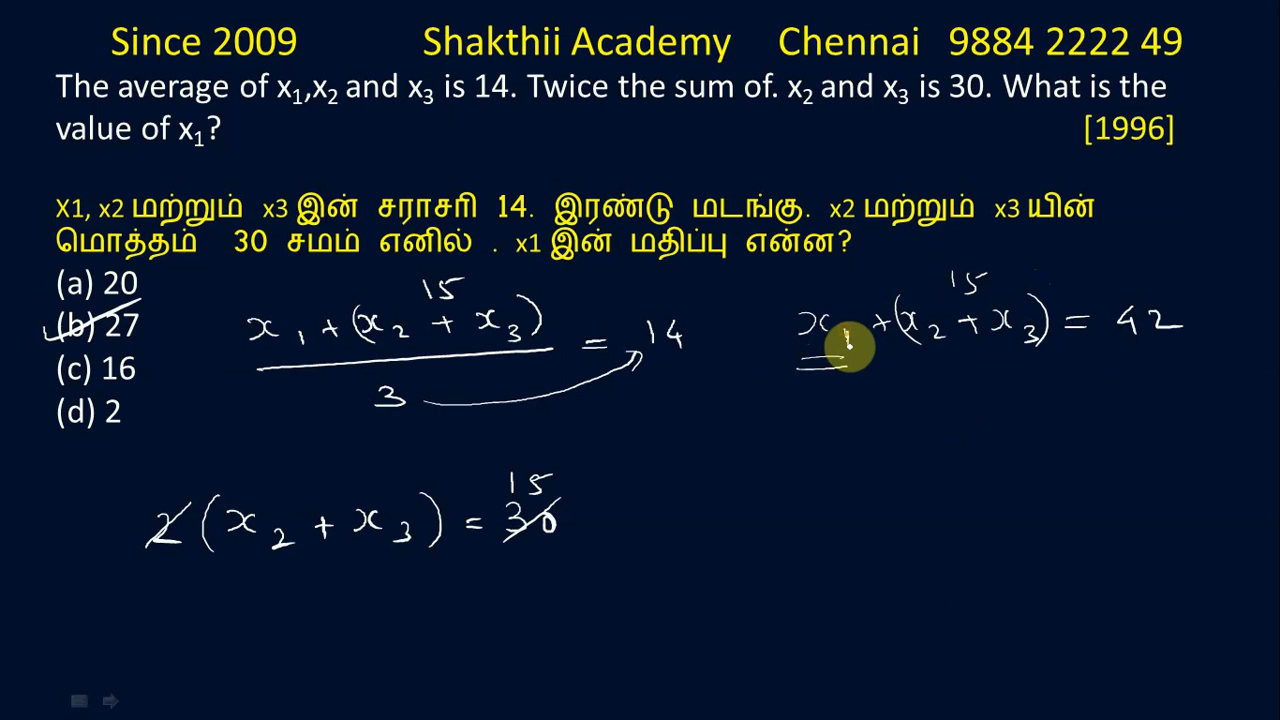 Since 2009 Shakthii Academy Chennai 9884 2222 49
The average of x₁,x₂ and x₃ is 14. Twice the sum of. x₂ and x₃ is 30. What is the
value of x₁? [1996]
X1, x2 மற்றும் x3 இன் சராசரி 14. இரண்டு மடங்கு. x2 மற்றும் x3 யின்
மொத்தம் 30 சமம் எனில் . x1 இன் மதிப்பு என்ன?
(a) 20
(b) 27
(c) 16
(d) 2
15
x₁ + (x₂ + x₃)
= 14
3
15
x₁ + (x₂ + x₃) = 42
15
2 (x₂ + x₃) = 30